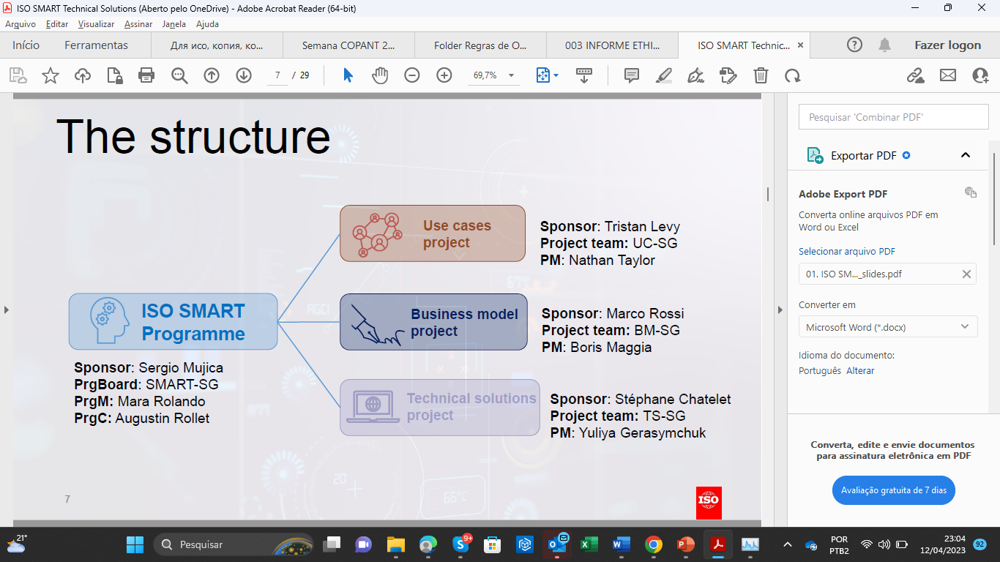 ISO SMART Technical Solutions (Aberto pelo OneDrive) - Adobe Acrobat Reader (64-bit)
Arquivo Editar Visualizar Assinar Janela Ajuda
Início Ferramentas Для исо, копия, ко... Semana COPANT 2... Folder Regras de O... 003 INFORME ETHI... ISO SMART Technic... Fazer logon
7 / 29 69,7%
The structure
Use cases
project
Sponsor: Tristan Levy
Project team: UC-SG
PM: Nathan Taylor
ISO SMART
Programme
Sponsor: Sergio Mujica
PrgBoard: SMART-SG
PrgM: Mara Rolando
PrgC: Augustin Rollet
Business model
project
Sponsor: Marco Rossi
Project team: BM-SG
PM: Boris Maggia
Technical solutions
project
Sponsor: Stéphane Chatelet
Project team: TS-SG
PM: Yuliya Gerasymchuk
20
66°C
7
ISO
Pesquisar 'Combinar PDF'
Exportar PDF
Adobe Export PDF
Converta online arquivos PDF em
Word ou Excel
Selecionar arquivo PDF
01. ISO SM..._slides.pdf
Converter em
Microsoft Word (*.docx)
Idioma do documento:
Português Alterar
Converta, edite e envie documentos
para assinatura eletrônica em PDF
Avaliação gratuita de 7 dias
21°
Pesquisar
9+
POR
PTB2
23:04
12/04/2023
92